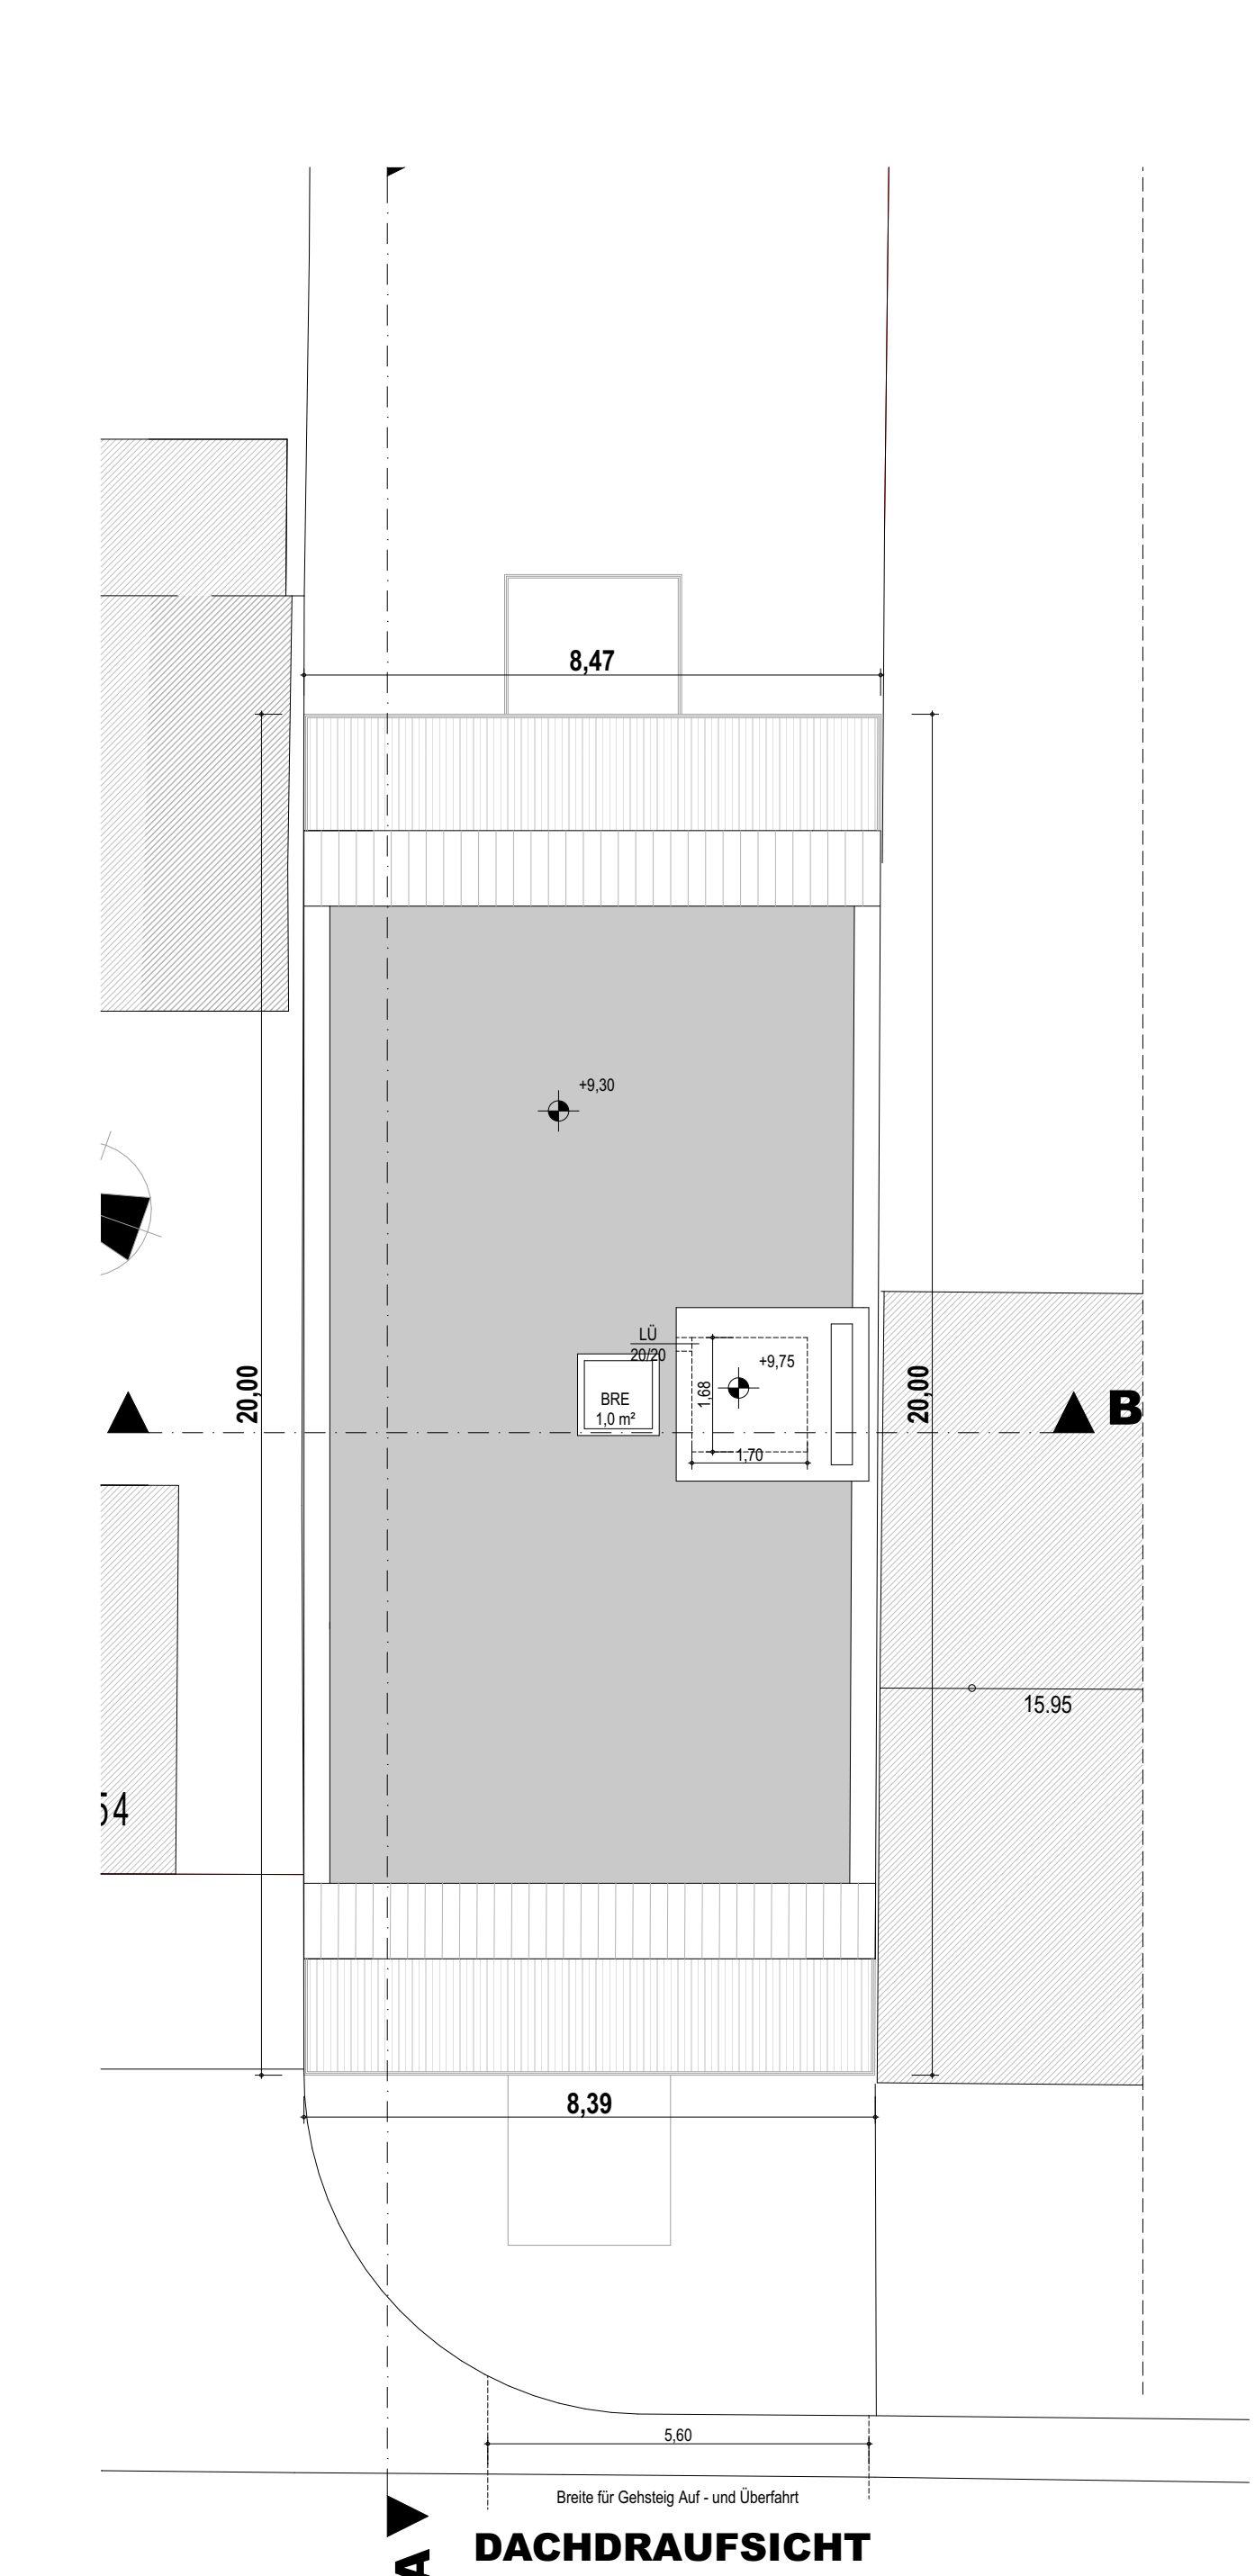 8,47
+9,30
LÜ
20/20
+9,75
1,68
BRE
1,0 m²
1,70
20,00
20,00
B
15.95
54
8,39
5,60
Breite für Gehsteig Auf - und Überfahrt
DACHDRAUFSICHT
A